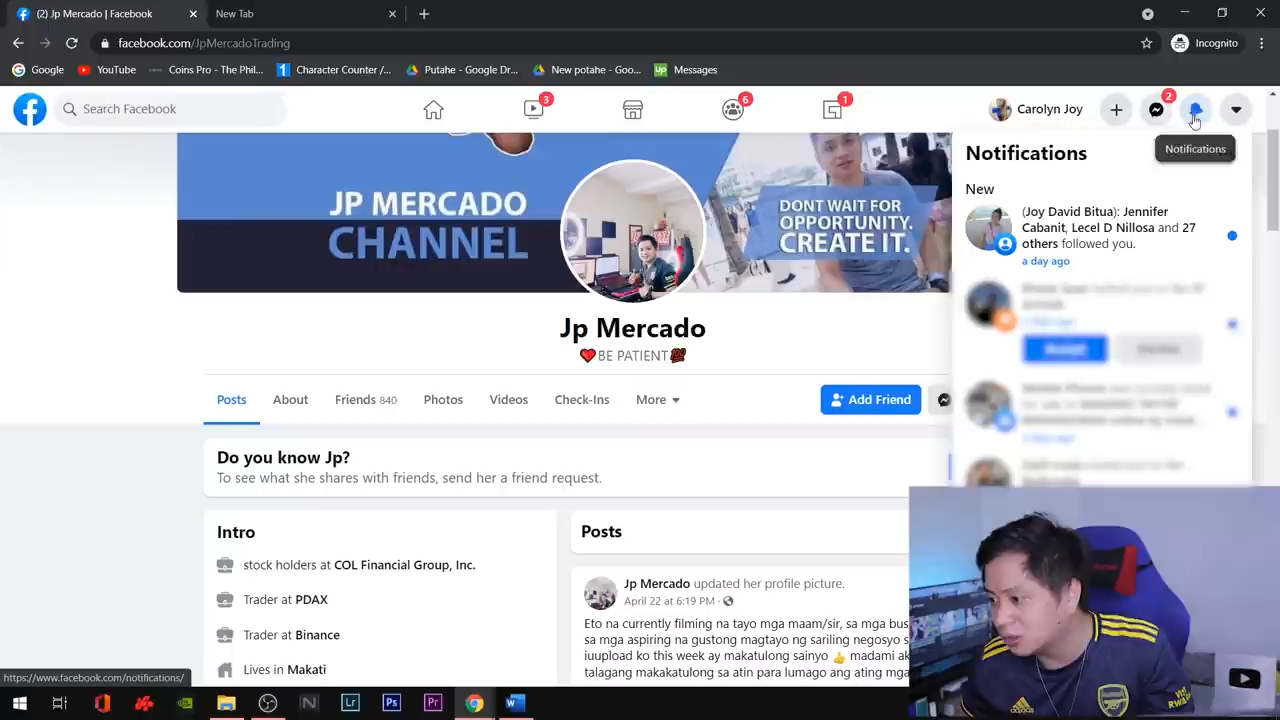 (2) Jp Mercado | Facebook
New Tab
facebook.com/JpMercadoTrading
Incognito
Google
YouTube
Coins Pro - The Phil...
Character Counter /...
Putahe - Google Dr...
New potahe - Goo...
Messages
Search Facebook
3
6
1
Carolyn Joy
2
JP MERCADO
CHANNEL
DONT WAIT FOR
OPPORTUNITY.
CREATE IT.
Notifications
Notifications
New
(Joy David Bitua): Jennifer
Cabanit, Lecel D Nillosa and 27
others followed you.
a day ago
Jp Mercado
❤️BE PATIENT💯
Posts
About
Friends 840
Photos
Videos
Check-Ins
More
Add Friend
Do you know Jp?
To see what she shares with friends, send her a friend request.
Intro
stock holders at COL Financial Group, Inc.
Trader at PDAX
Trader at Binance
Lives in Makati
Posts
Jp Mercado updated her profile picture.
April 22 at 6:19 PM ·
Eto na currently filming na tayo mga maam/sir, sa mga bus
sa mga aspiring na gustong magtayo ng sariling negosyo s
iuupload ko this week ay makatulong sainyo 👍 madami ak
talagang makakatulong sa atin para lumago ang ating mga
https://www.facebook.com/notifications/
Lr
Ps
Pr
adidas
Arsenal